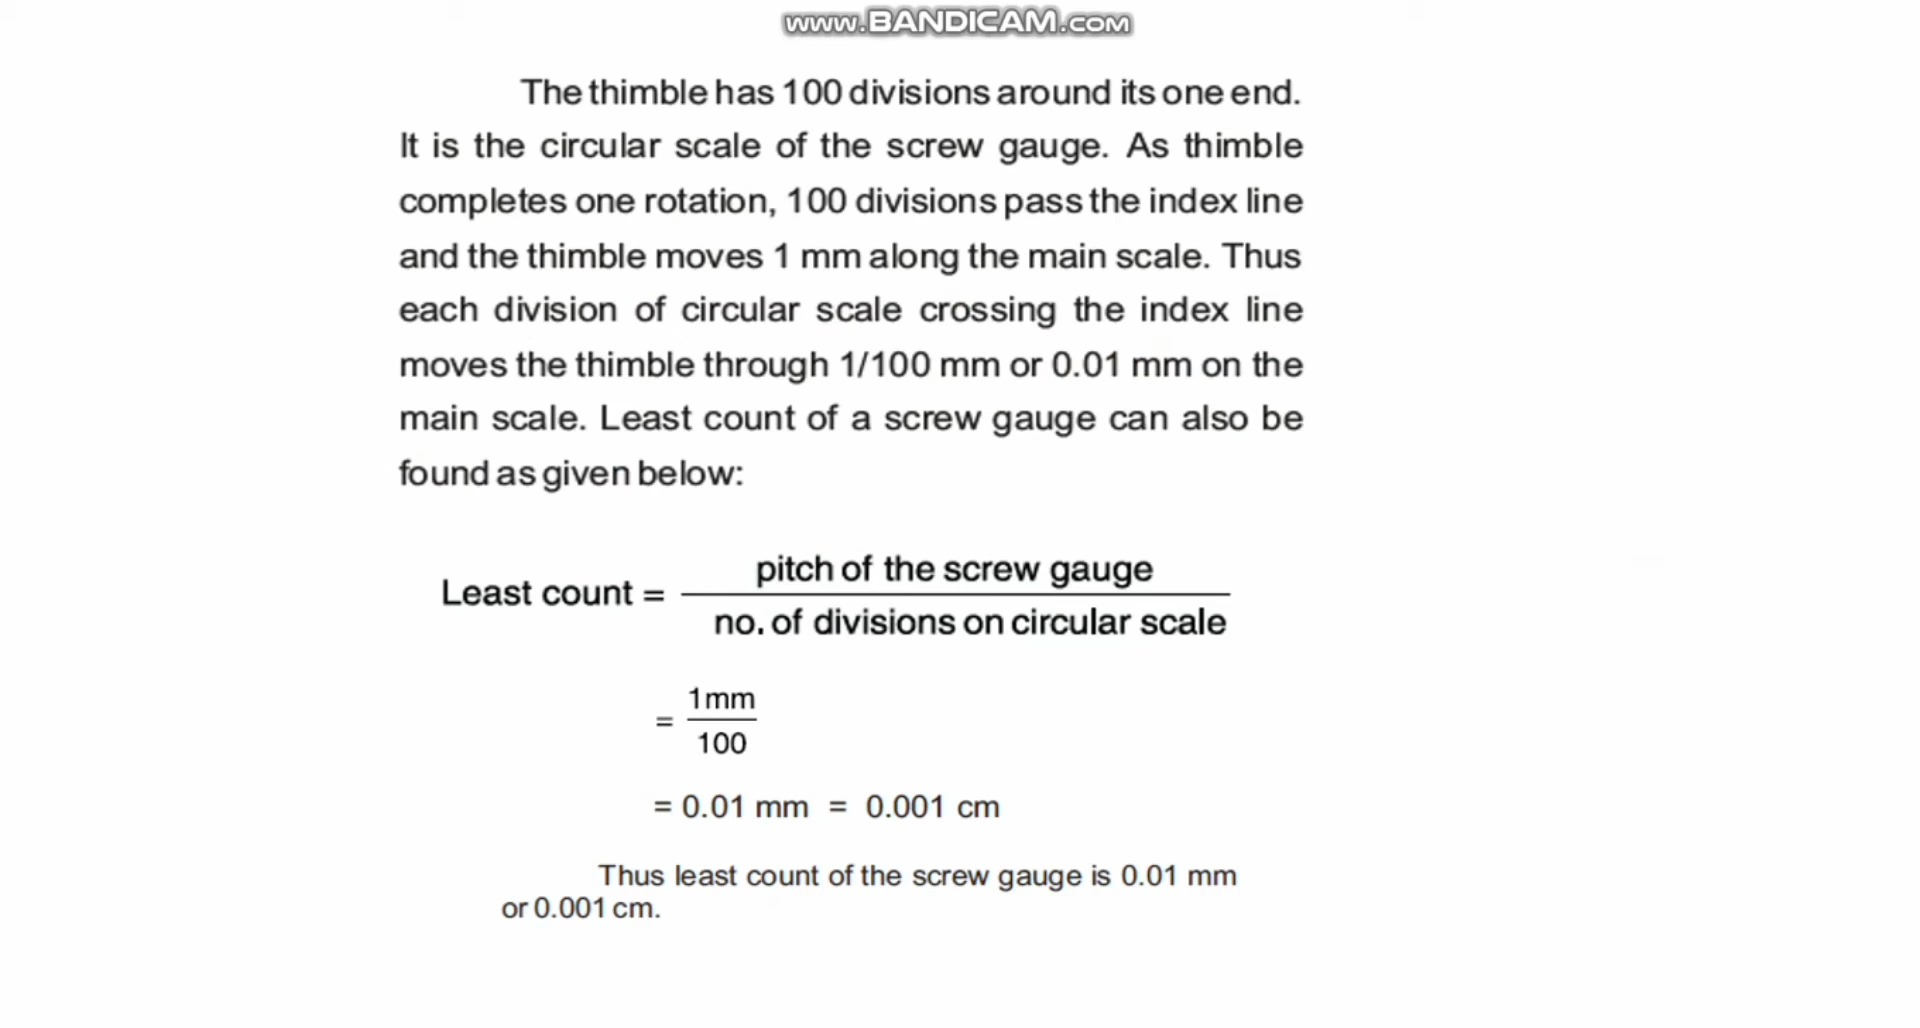 www.BANDICAM.com
The thimble has 100 divisions around its one end.
It is the circular scale of the screw gauge. As thimble
completes one rotation, 100 divisions pass the index line
and the thimble moves 1 mm along the main scale. Thus
each division of circular scale crossing the index line
moves the thimble through 1/100 mm or 0.01 mm on the
main scale. Least count of a screw gauge can also be
found as given below:
Least count = pitch of the screw gauge
no. of divisions on circular scale
= 1mm
100
= 0.01 mm = 0.001 cm
Thus least count of the screw gauge is 0.01 mm
or 0.001 cm.